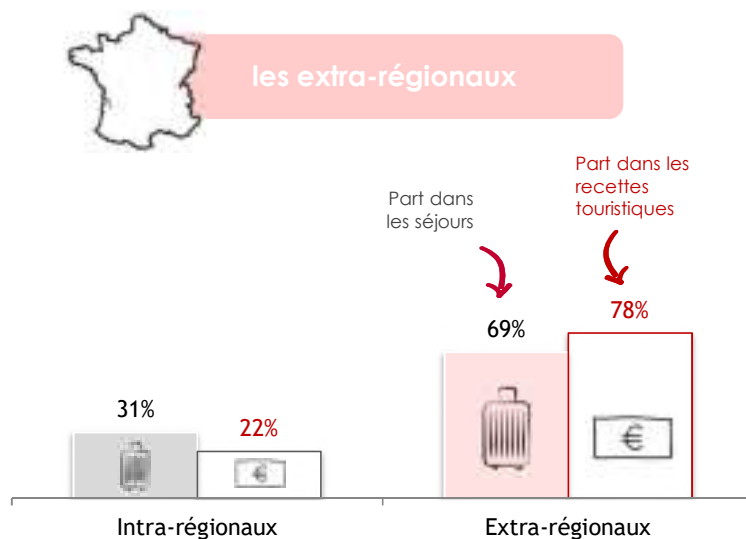 les extra-régionaux
Part dans
les séjours
Part dans les
recettes
touristiques
31%
22%
69%
78%
€
€
Intra-régionaux
Extra-régionaux